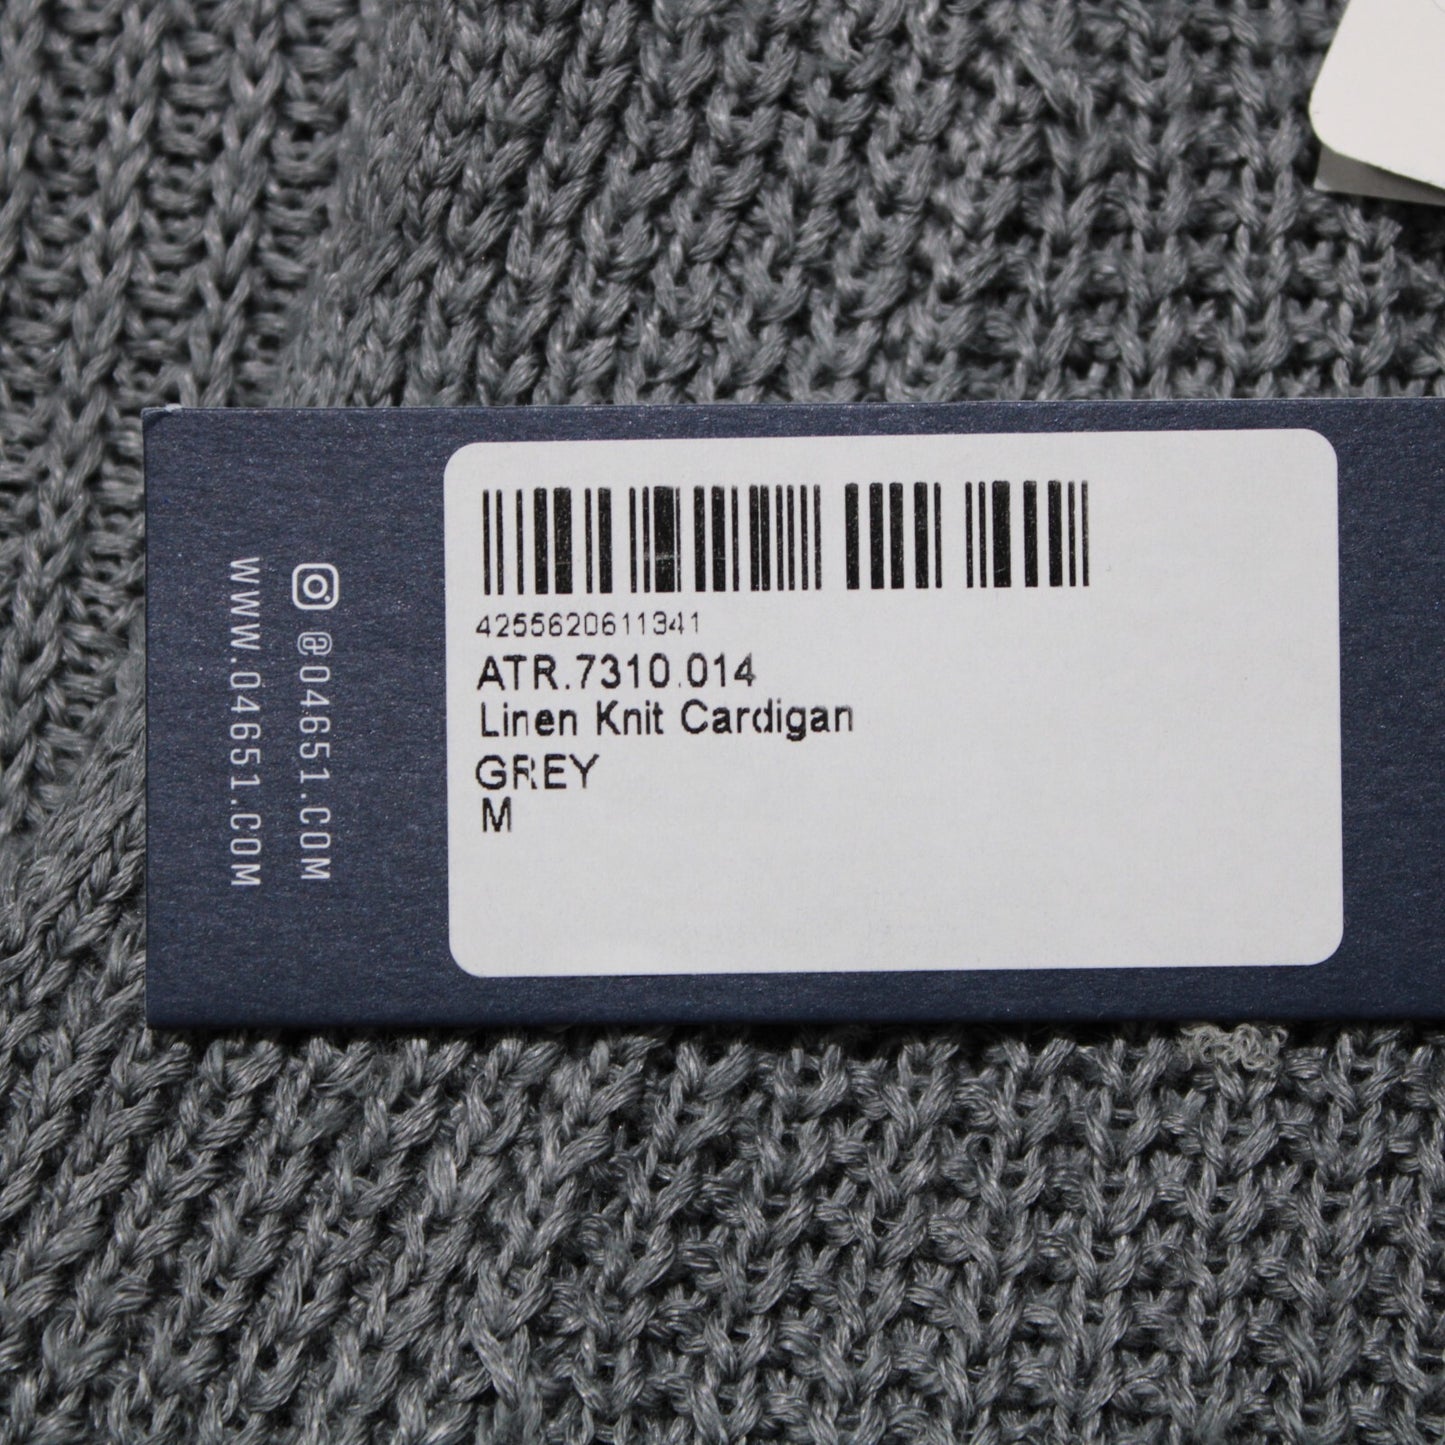 4255620611341
ATR.7310.014
Linen Knit Cardigan
GREY
M
@04651.COM
WWW.04651.COM